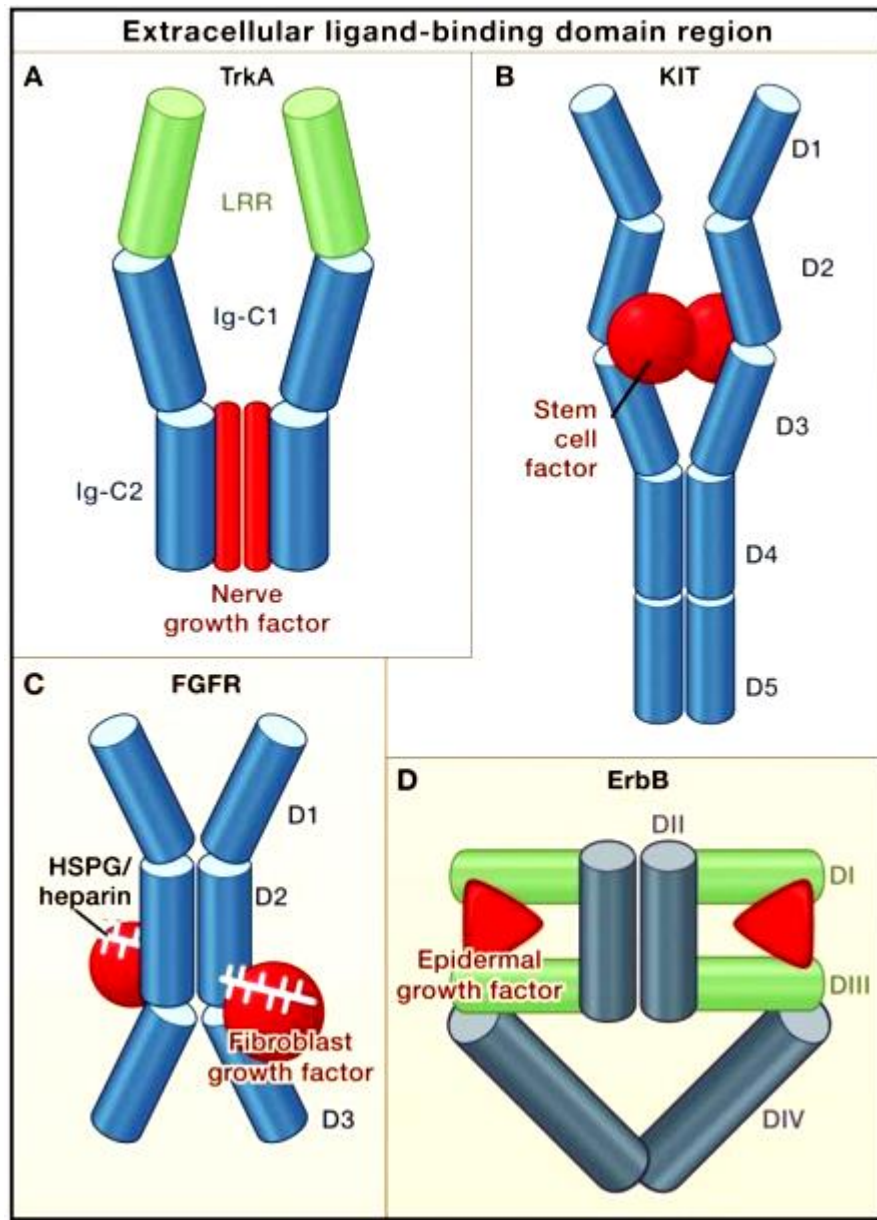 Extracellular ligand-binding domain region
A
TrkA
LRR
Ig-C1
Ig-C2
Nerve
growth factor
B
KIT
D1
D2
Stem
cell
factor
D3
D4
D5
C
FGFR
D1
HSPG/
heparin
D2
Fibroblast
growth factor
D3
D
ErbB
DII
DI
Epidermal
growth factor
DIII
DIV